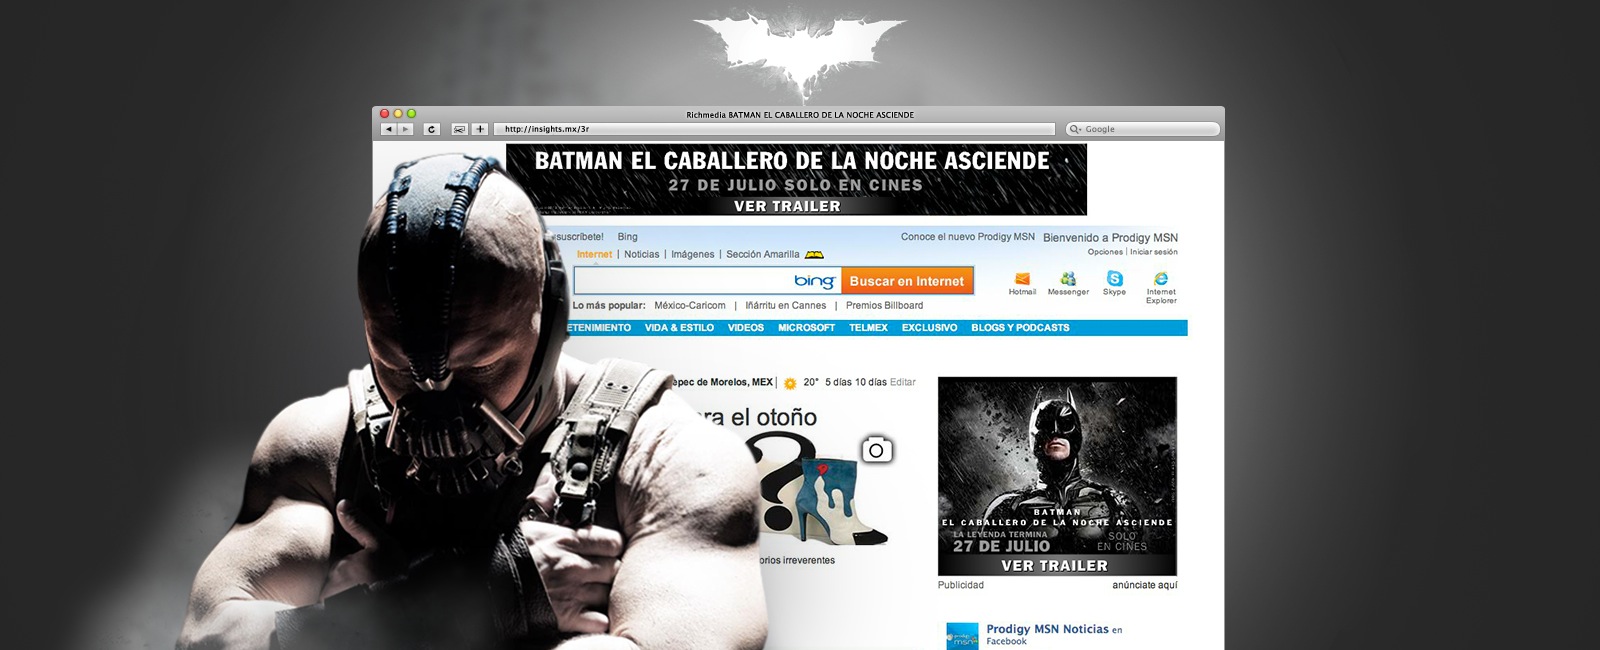 Richmedia BATMAN EL CABALLERO DE LA NOCHE ASCIENDE
http://insights.mx/3r
Google
BATMAN EL CABALLERO DE LA NOCHE ASCIENDE
27 DE JULIO SOLO EN CINES
VER TRAILER
suscríbete! Bing
Conoce el nuevo Prodigy MSN Bienvenido a Prodigy MSN
Opciones | Iniciar sesión
Internet | Noticias | Imágenes | Sección Amarilla
bing Buscar en Internet
Hotmail Messenger Skype Internet Explorer
Lo más popular: México-Caricom | Iñárritu en Cannes | Premios Billboard
ETENIMIENTO VIDA & ESTILO VIDEOS MICROSOFT TELMEX EXCLUSIVO BLOGS Y PODCASTS
epec de Morelos, MEX | 20° 5 días 10 días Editar
ra el otoño
?
orios irreverentes
BATMAN
EL CABALLERO DE LA NOCHE ASCIENDE
LA LEYENDA TERMINA
27 DE JULIO
SOLO
EN CINES
VER TRAILER
Publicidad anúnciate aquí
prodigy msn
Prodigy MSN Noticias en
Facebook